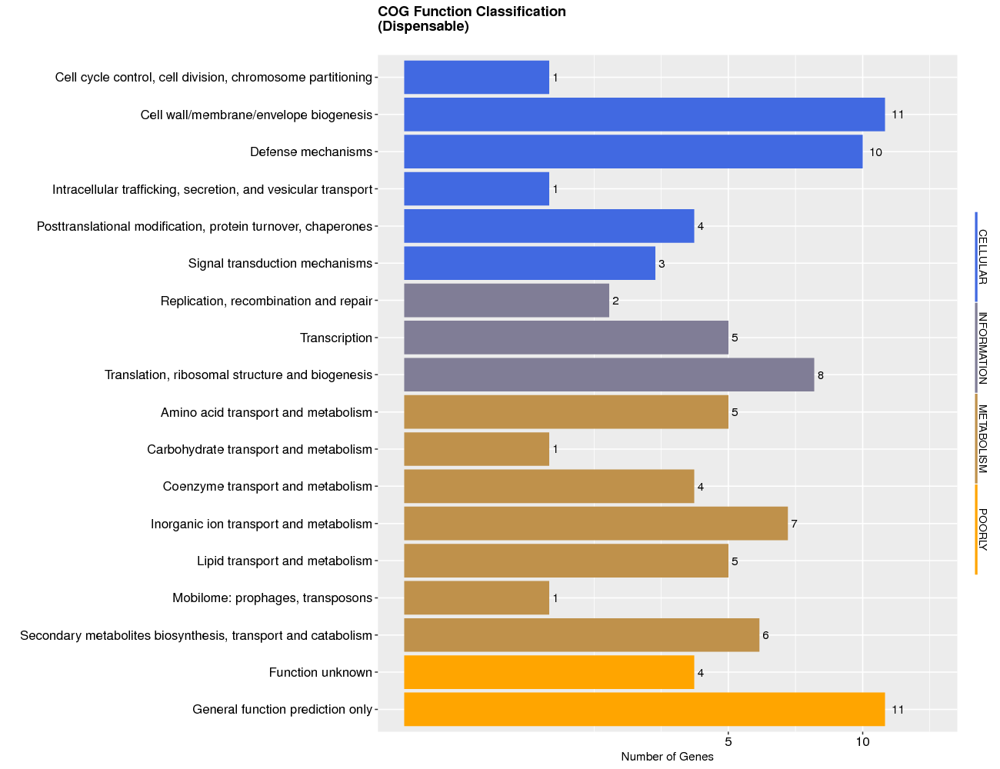 COG Function Classification
(Dispensable)
Cell cycle control, cell division, chromosome partitioning
1
Cell wall/membrane/envelope biogenesis
11
Defense mechanisms
10
Intracellular trafficking, secretion, and vesicular transport
1
Posttranslational modification, protein turnover, chaperones
4
Signal transduction mechanisms
3
Replication, recombination and repair
2
Transcription
5
Translation, ribosomal structure and biogenesis
8
Amino acid transport and metabolism
5
Carbohydrate transport and metabolism
1
Coenzyme transport and metabolism
4
Inorganic ion transport and metabolism
7
Lipid transport and metabolism
5
Mobilome: prophages, transposons
1
Secondary metabolites biosynthesis, transport and catabolism
6
Function unknown
4
General function prediction only
11
5
10
Number of Genes
CELLULAR
INFORMATION
METABOLISM
POORLY